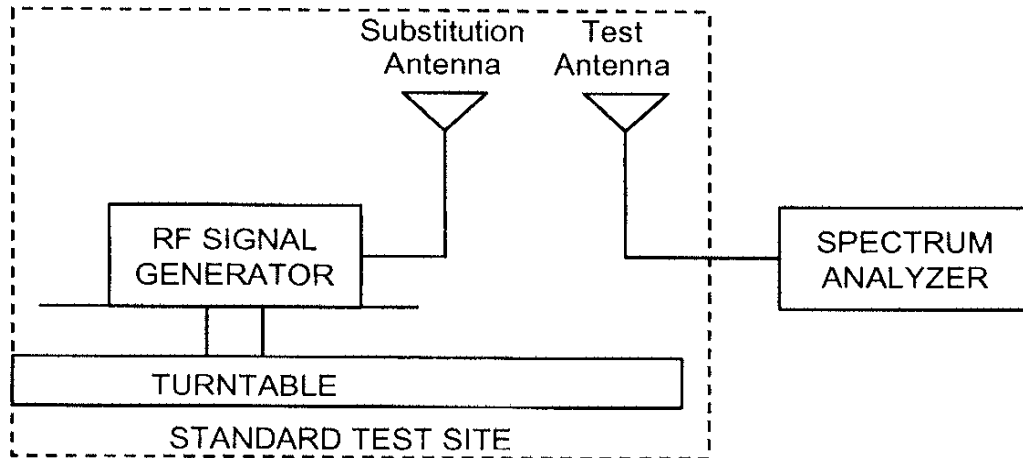 Substitution
Antenna
Test
Antenna
RF SIGNAL
GENERATOR
SPECTRUM
ANALYZER
TURNTABLE
STANDARD TEST SITE